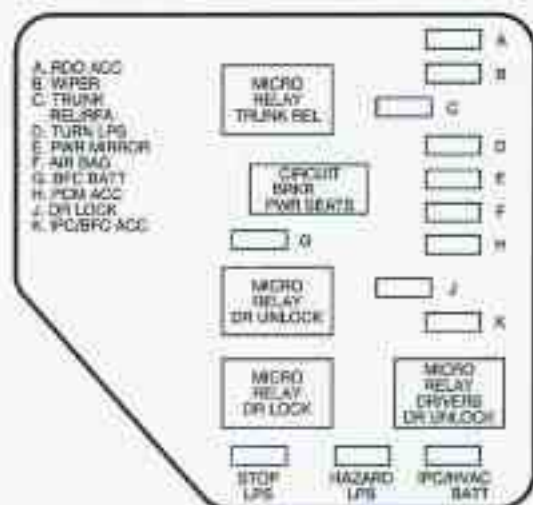 A. RDO ACC
B. WIPER
C. TRUNK
REL/RFA
D. TURN LPS
E. PWR MIRROR
F. AIR BAG
G. BFC BATT
H. PCM ACC
J. DR LOCK
K. IPC/BFC ACC
MICRO
RELAY
TRUNK REL
A
B
C
D
CIRCUIT
BRKR
PWR SEATS
E
F
G
H
MICRO
RELAY
DR UNLOCK
J
K
MICRO
RELAY
DR LOCK
MICRO
RELAY
DRIVERS
DR UNLOCK
STOP
LPS
HAZARD
LPS
IPC/HVAC
BATT